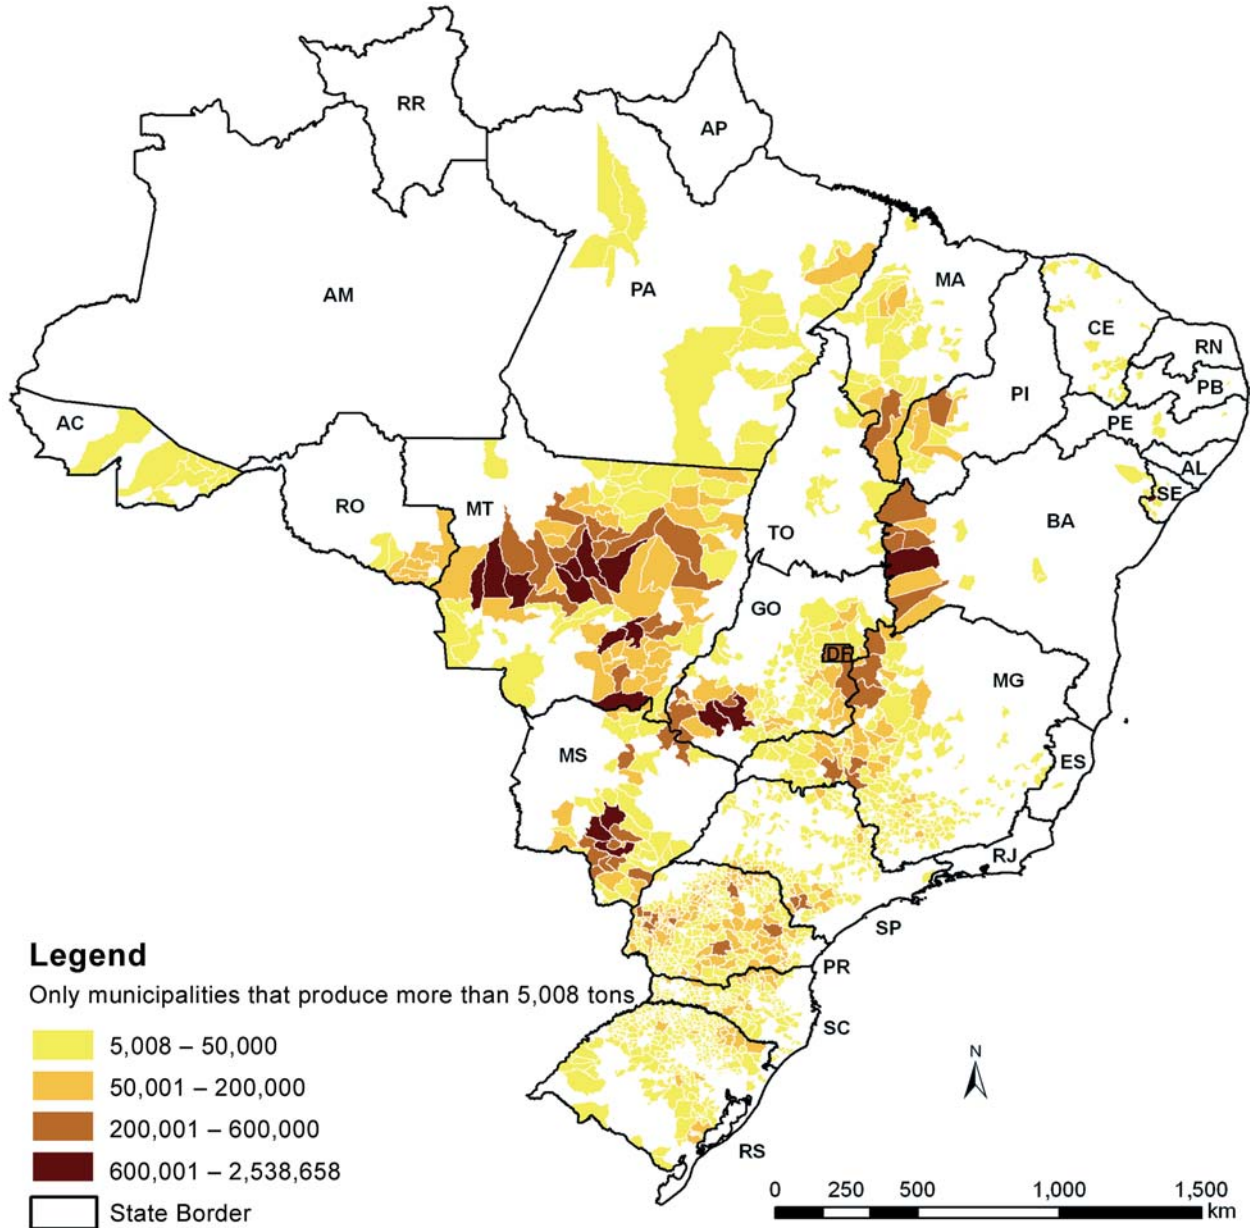 RR
AP
AM
PA
MA
CE
RN
PB
PI
PE
AC
AL
SE
RO
MT
TO
BA
GO
DF
MG
MS
ES
RJ
SP
PR
SC
RS
Legend
Only municipalities that produce more than 5,008 tons
5,008 – 50,000
50,001 – 200,000
200,001 – 600,000
600,001 – 2,538,658
State Border
N
0 250 500 1,000 1,500
km